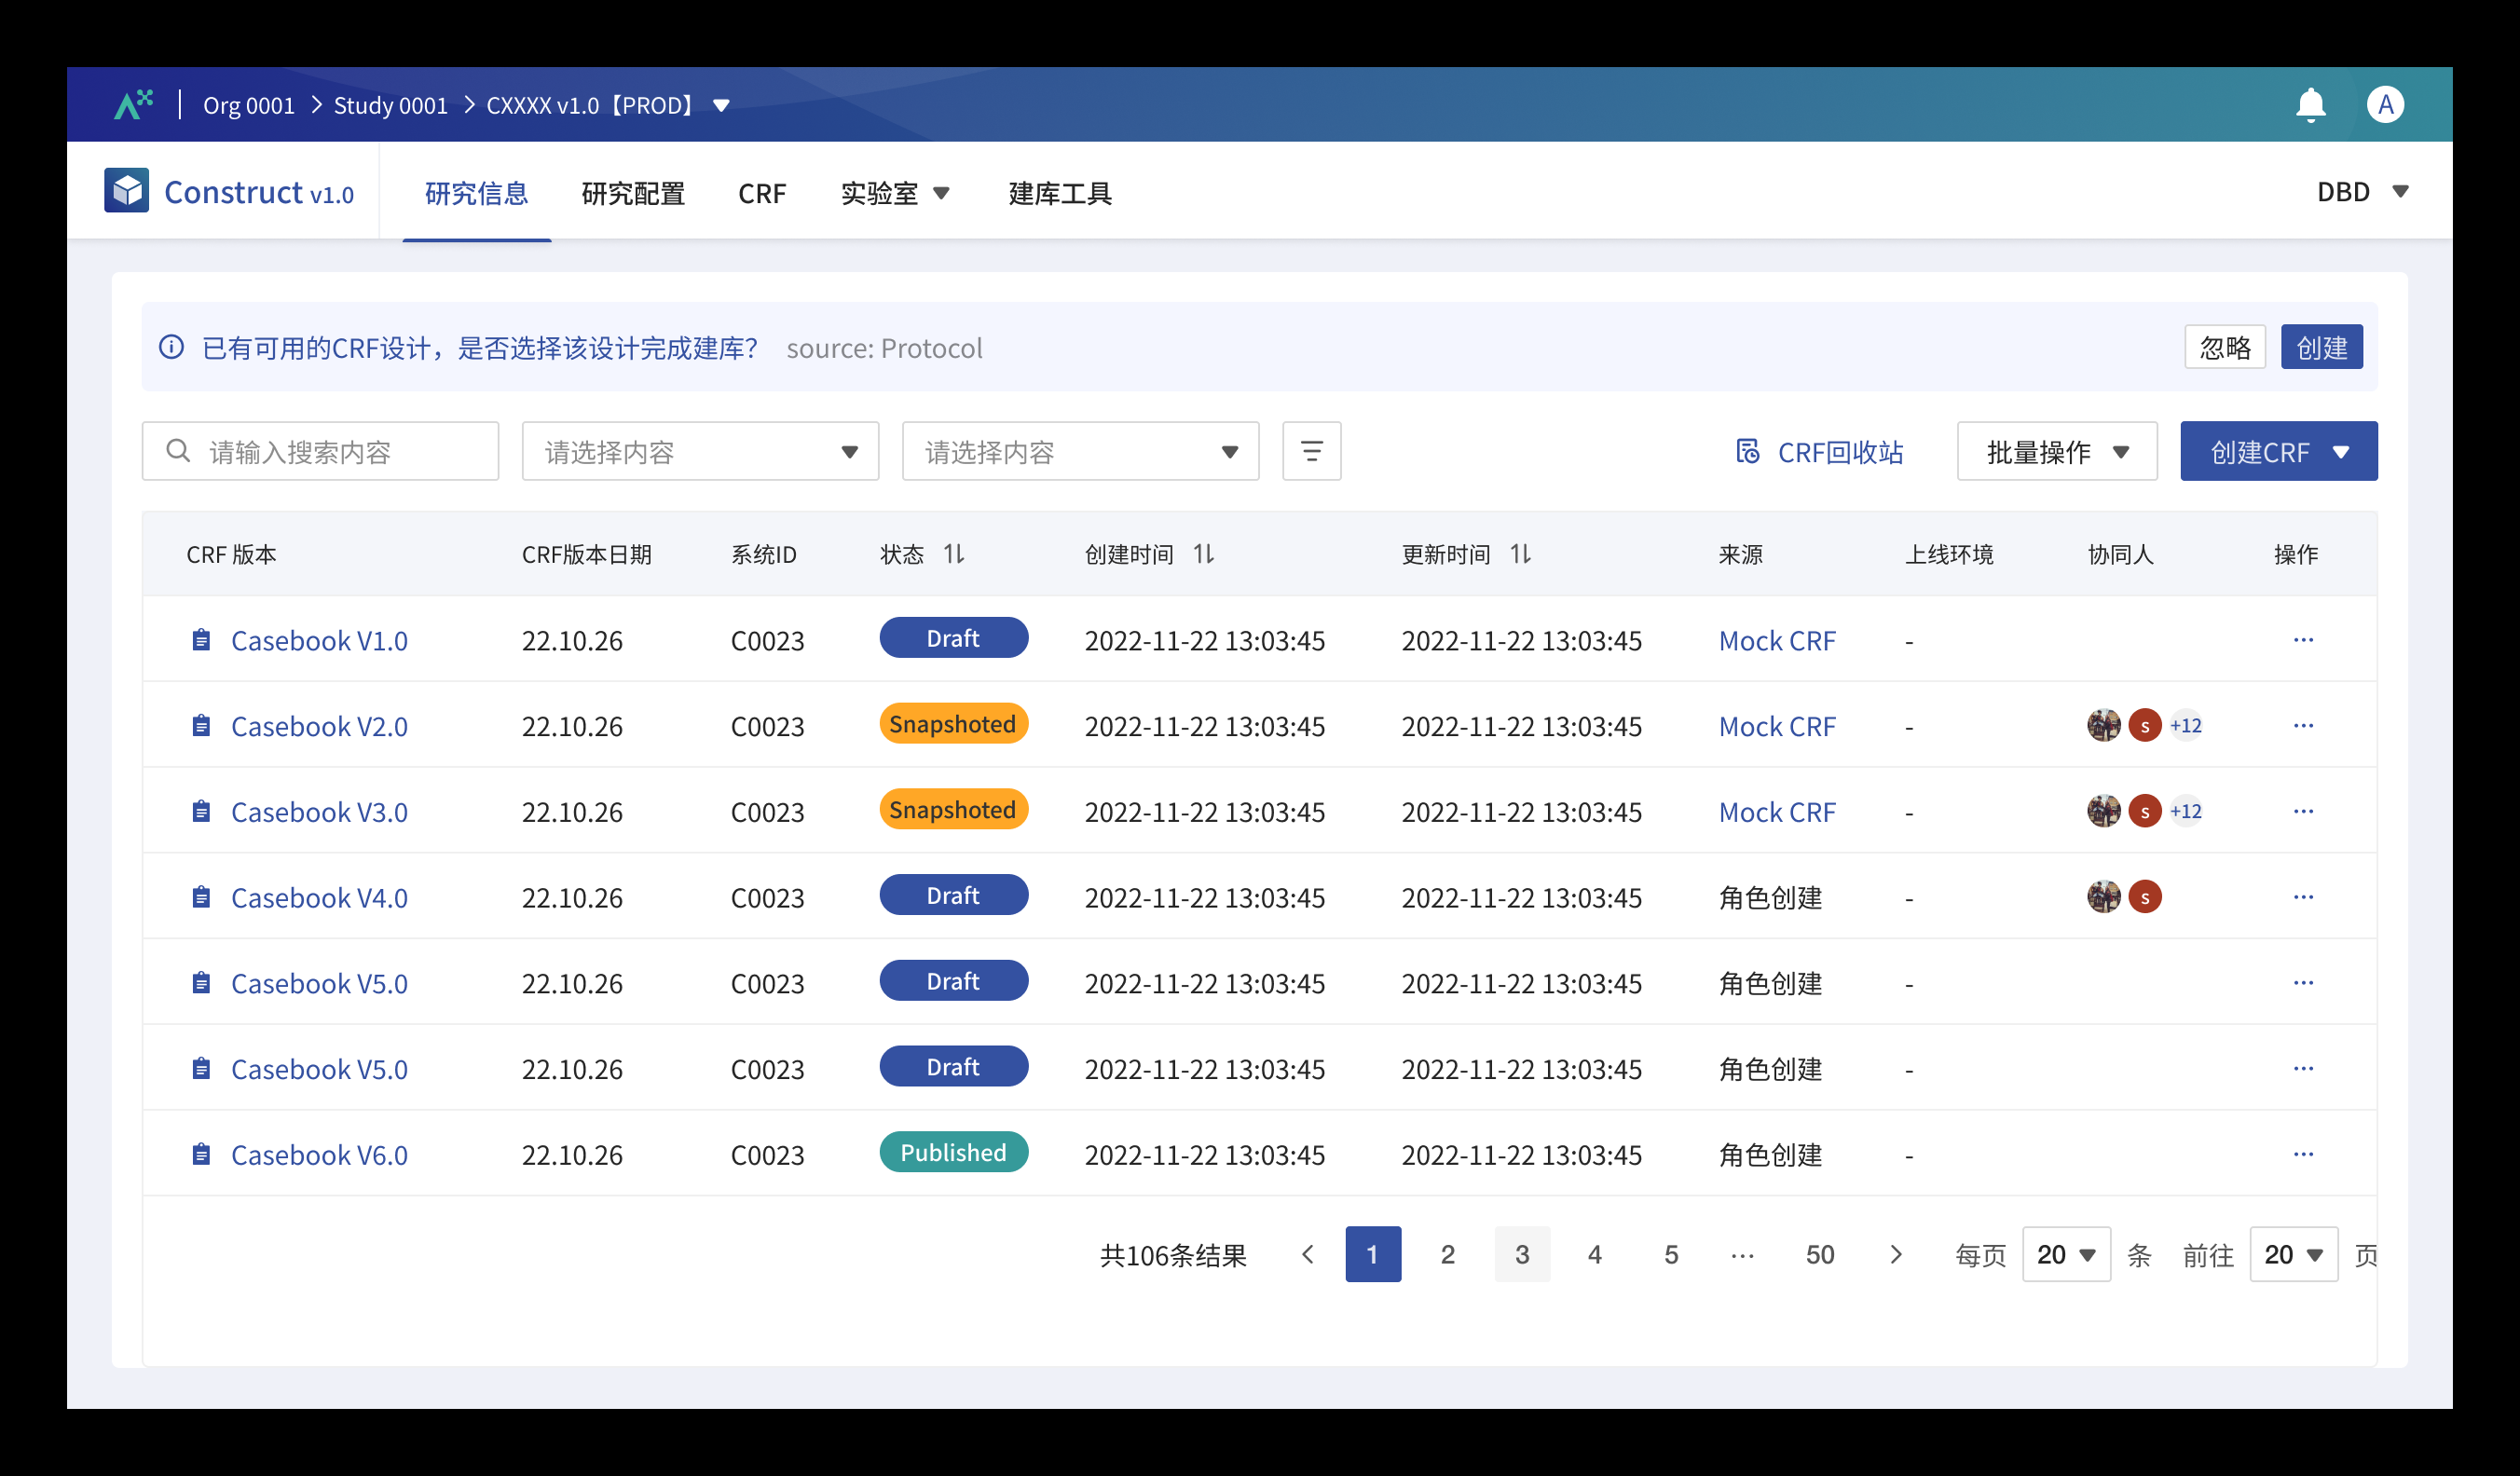 Org 0001 > Study 0001 > CXXXX v1.0【PROD】 A
Construct v1.0 研究信息 研究配置 CRF 实验室 建库工具 DBD
已有可用的CRF设计，是否选择该设计完成建库？ source: Protocol 忽略 创建
请输入搜索内容 请选择内容 请选择内容 CRF回收站 批量操作 创建CRF
CRF 版本 CRF版本日期 系统ID 状态 创建时间 更新时间 来源 上线环境 协同人 操作
Casebook V1.0 22.10.26 C0023 Draft 2022-11-22 13:03:45 2022-11-22 13:03:45 Mock CRF - ···
Casebook V2.0 22.10.26 C0023 Snapshoted 2022-11-22 13:03:45 2022-11-22 13:03:45 Mock CRF - s +12 ···
Casebook V3.0 22.10.26 C0023 Snapshoted 2022-11-22 13:03:45 2022-11-22 13:03:45 Mock CRF - s +12 ···
Casebook V4.0 22.10.26 C0023 Draft 2022-11-22 13:03:45 2022-11-22 13:03:45 角色创建 - s ···
Casebook V5.0 22.10.26 C0023 Draft 2022-11-22 13:03:45 2022-11-22 13:03:45 角色创建 - ···
Casebook V5.0 22.10.26 C0023 Draft 2022-11-22 13:03:45 2022-11-22 13:03:45 角色创建 - ···
Casebook V6.0 22.10.26 C0023 Published 2022-11-22 13:03:45 2022-11-22 13:03:45 角色创建 - ···
共106条结果 < 1 2 3 4 5 ··· 50 > 每页 20 条 前往 20 页